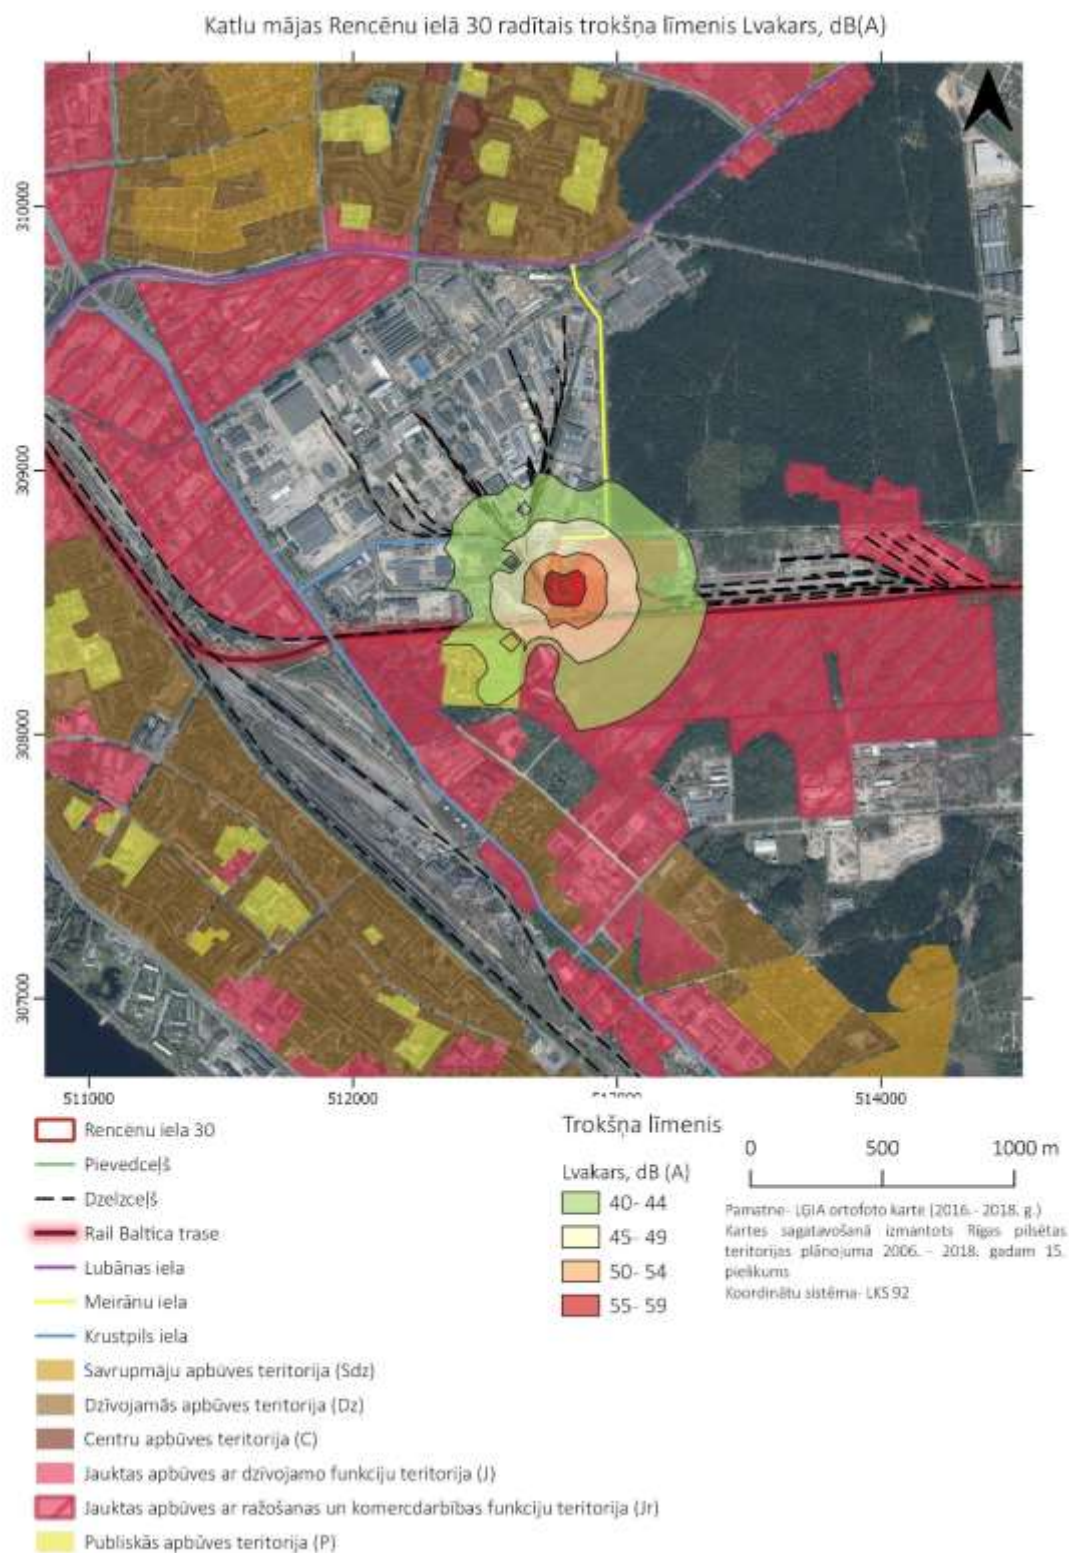 Katlu mājas Rencēnu ielā 30 radītais trokšņa līmenis Lvakars, dB(A)
310000
309000
308000
307000
511000
512000
514000
Rencēnu iela 30
Pievedceļš
Dzelzceļš
Rail Baltica trase
Lubānas iela
Meirānu iela
Krustpils iela
Savrupmāju apbūves teritorija (Sdz)
Dzīvojamās apbūves teritorija (Dz)
Centru apbūves teritorija (C)
Jauktas apbūves ar dzīvojamo funkciju teritorija (J)
Jauktas apbūves ar ražošanas un komercdarbības funkciju teritorija (Jr)
Publiskās apbūves teritorija (P)
Trokšņa līmenis
Lvakars, dB (A)
40- 44
45- 49
50- 54
55- 59
0 500 1000 m
Pamatne- LĢIA ortofoto karte (2016. - 2018. g.)
Kartes sagatavošanā izmantots Rīgas pilsētas
teritorijas plānojuma 2006. - 2018. gadam 15.
pielikums
Koordinātu sistēma- LKS 92